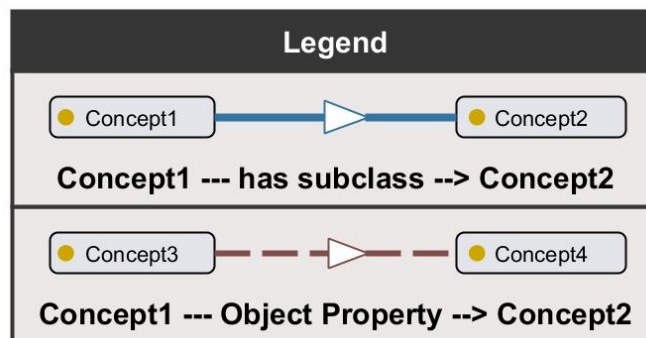 Legend
Concept1 Concept2
Concept1 --- has subclass --> Concept2
Concept3 Concept4
Concept1 --- Object Property --> Concept2